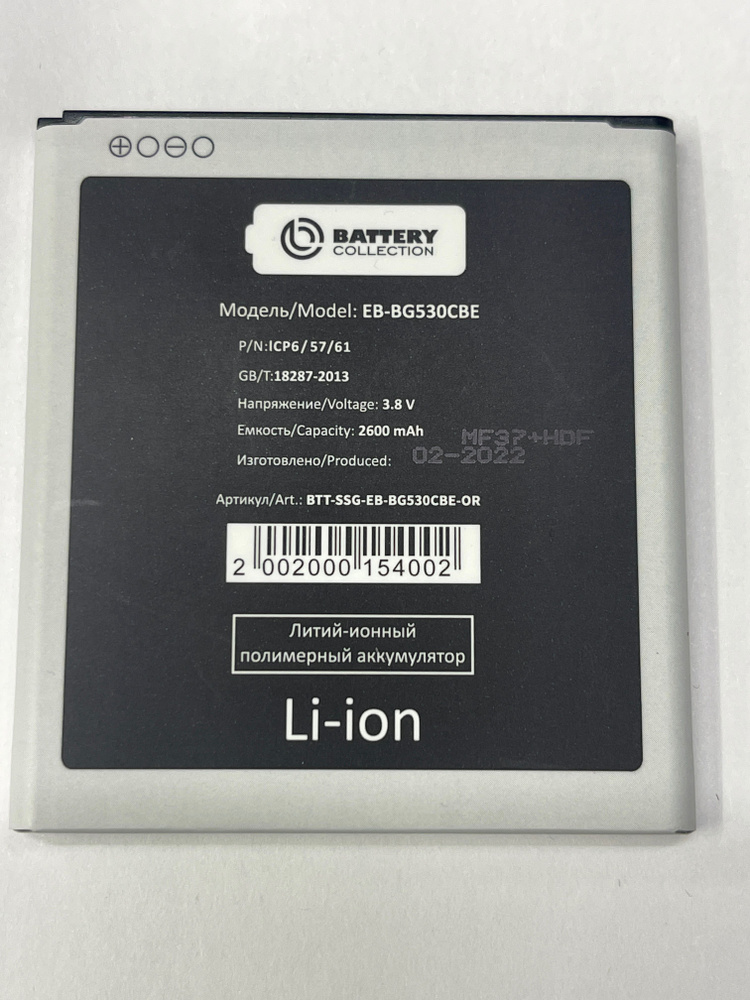 BATTERY
COLLECTION
Модель/Model: EB-BG530CBE
P/N:ICP6/57/61
GB/T:18287-2013
Напряжение/Voltage: 3.8 V
Емкость/Capacity: 2600 mAh
MF37+HDF
Изготовлено/Produced: 02-2022
Артикул/Art.: BTT-SSG-EB-BG530CBE-OR
2 002000 154002
Литий-ионный
полимерный аккумулятор
Li-ion